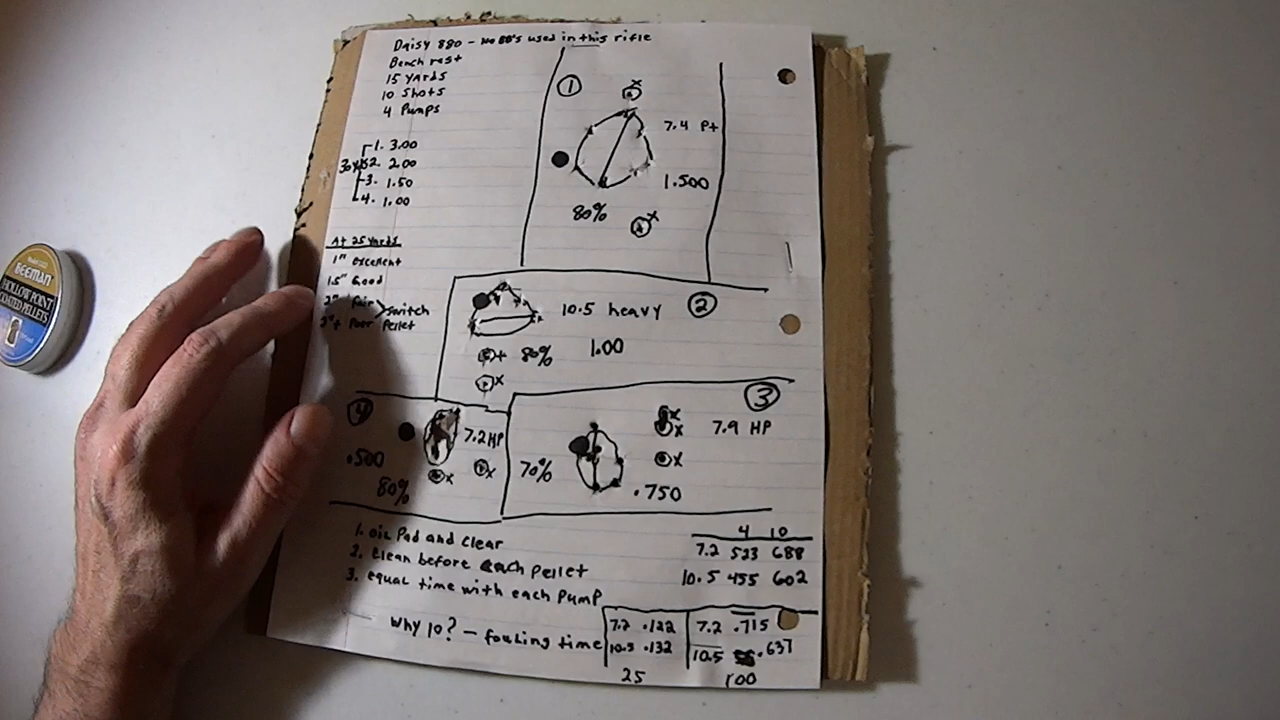 Daisy 880 - No BB's used in this rifle
Bench rest
15 yards
10 shots
4 Pumps
1. 3.00
30 yds 2. 2.00
3. 1.50
4. 1.00
At 25 yards
1" excellent
1.5" Good
2" fair
switch
2"+ Poor Pellet
1
7.4 Pt
1.500
80%
2
10.5 heavy
1.00
80%
3
7.9 HP
70%
.750
4
7.2 HP
.500
80%
1. oil Pad and Clear
2. Clean before each pellet
3. equal time with each Pump
4 10
7.2 523 688
10.5 455 602
Why 10? - fouling time
7.2 .122
10.5 .132
25
7.2 .715
10.5 .637
100
BEEMAN
HOLLOW POINT
COATED PELLETS